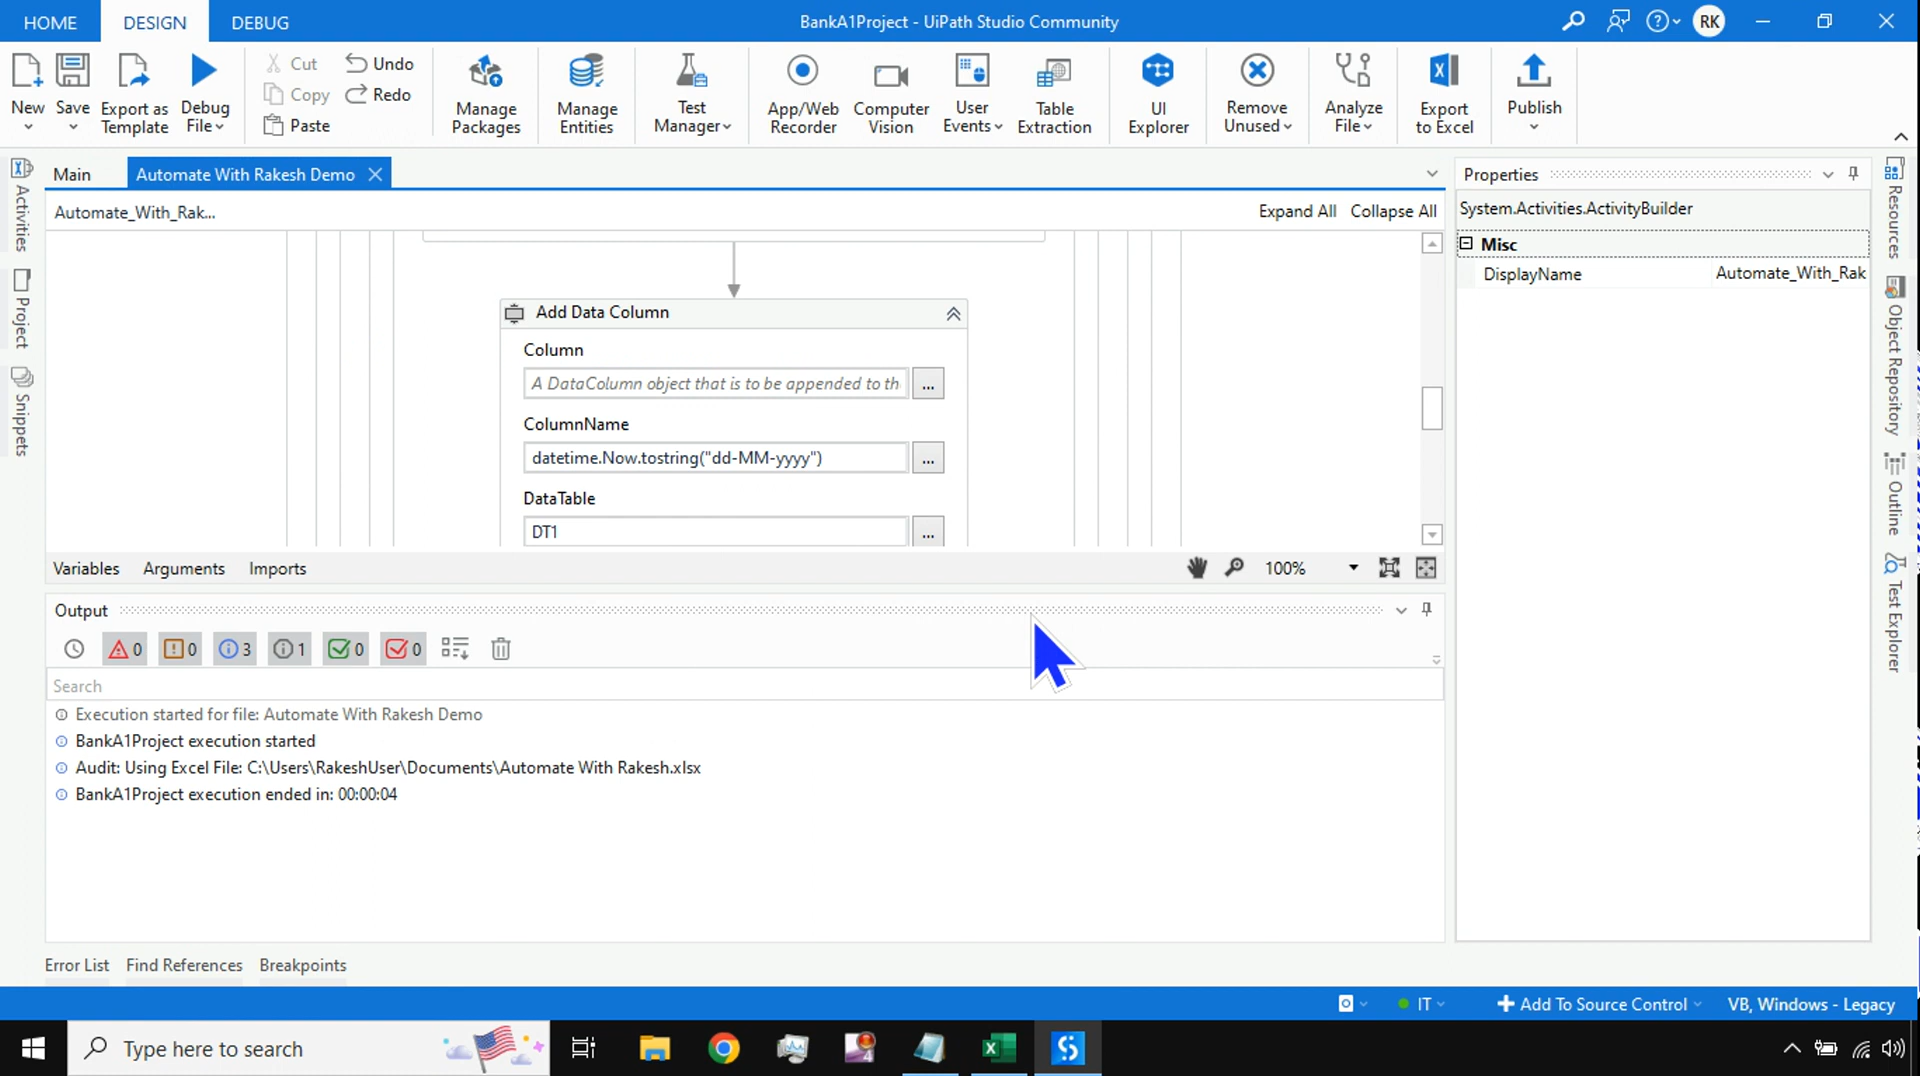 HOME DESIGN DEBUG BankA1Project - UiPath Studio Community RK
New Save Export as Template Debug File Cut Copy Paste Undo Redo Manage Packages Manage Entities Test Manager App/Web Recorder Computer Vision User Events Table Extraction UI Explorer Remove Unused Analyze File Export to Excel Publish
Main Automate With Rakesh Demo
Automate_With_Rak... Expand All Collapse All
Add Data Column
Column
A DataColumn object that is to be appended to th
...
ColumnName
datetime.Now.tostring("dd-MM-yyyy")
...
DataTable
DT1
...
Variables Arguments Imports 100%
Output
0 0 3 1 0 0
Search
Execution started for file: Automate With Rakesh Demo
BankA1Project execution started
Audit: Using Excel File: C:\Users\RakeshUser\Documents\Automate With Rakesh.xlsx
BankA1Project execution ended in: 00:00:04
Error List Find References Breakpoints
Properties
System.Activities.ActivityBuilder
Misc
DisplayName Automate_With_Rak
Activities
Project
Snippets
Resources
Object Repository
Outline
Test Explorer
IT Add To Source Control VB, Windows - Legacy
Type here to search
4